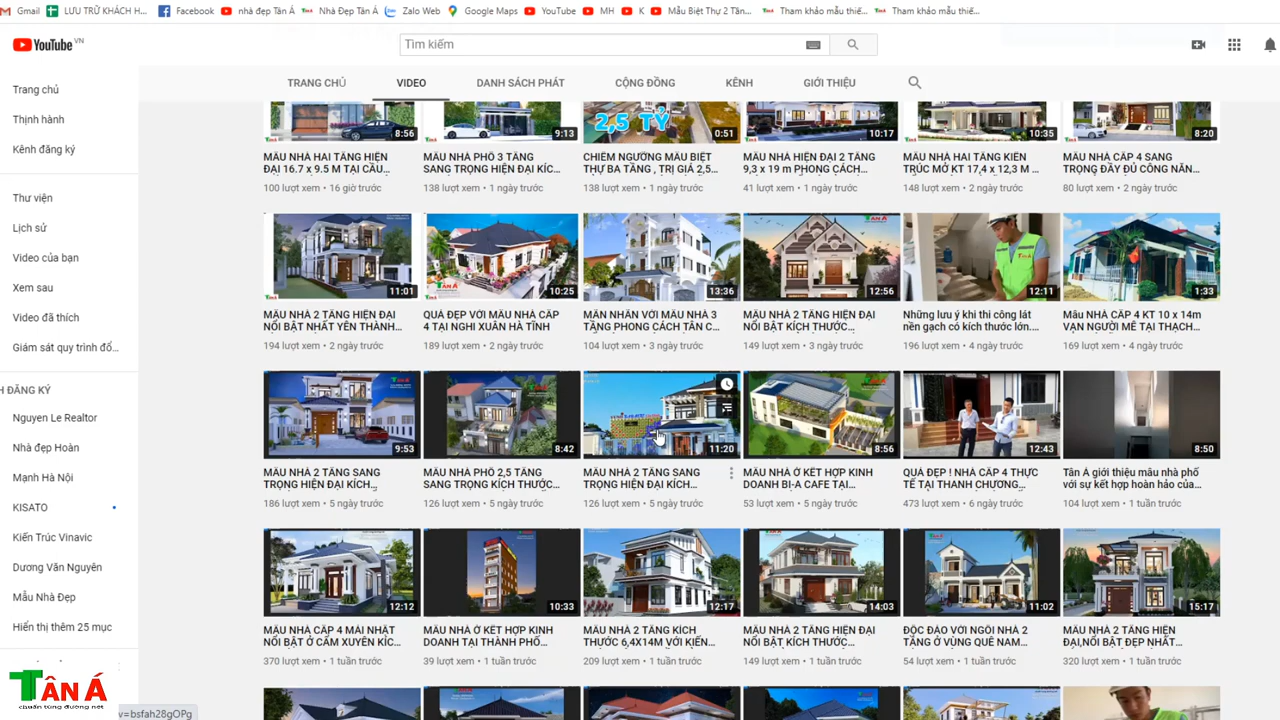 Gmail LƯU TRỮ KHÁCH H... Facebook nhà đẹp Tân Á Nhà Đẹp Tân Á Zalo Web Google Maps YouTube MH K Mẫu Biệt Thự 2 Tân... Tham khảo mẫu thiế... Tham khảo mẫu thiế...
YouTube VN
Tìm kiếm
TRANG CHỦ VIDEO DANH SÁCH PHÁT CỘNG ĐỒNG KÊNH GIỚI THIỆU
Trang chủ
Thịnh hành
Kênh đăng ký
Thư viện
Lịch sử
Video của bạn
Xem sau
Video đã thích
Giám sát quy trình đổ...
H ĐĂNG KÝ
Nguyen Le Realtor
Nhà đẹp Hoàn
Mạnh Hà Nội
KISATO
Kiến Trúc Vinavic
Dương Văn Nguyên
Mẫu Nhà Đẹp
Hiển thị thêm 25 mục
TÂN Á
chuẩn từng đường nét
v=bsfah28gOPg
2,5 TỶ
8:56 9:13 0:51 10:17 10:35 8:20
MẪU NHÀ HAI TẦNG HIỆN MẪU NHÀ PHỐ 3 TẦNG CHIÊM NGƯỠNG MẪU BIỆT MẪU NHÀ HIỆN ĐẠI 2 TẦNG MẪU NHÀ HAI TẦNG KIẾN MẪU NHÀ CẤP 4 SANG
ĐẠI 16.7 x 9.5 M TẠI CẦU... SANG TRỌNG HIỆN ĐẠI KÍC... THỰ BA TẦNG , TRỊ GIÁ 2,5... 9,3 x 19 m PHONG CÁCH... TRÚC MỞ KT 17,4 x 12,3 M ... TRỌNG ĐẦY ĐỦ CÔNG NĂN...
100 lượt xem • 16 giờ trước 138 lượt xem • 1 ngày trước 138 lượt xem • 1 ngày trước 41 lượt xem • 1 ngày trước 148 lượt xem • 2 ngày trước 80 lượt xem • 2 ngày trước
11:01 10:25 13:36 12:56 12:11 1:33
MẪU NHÀ 2 TẦNG HIỆN ĐẠI QUÁ ĐẸP VỚI MẪU NHÀ CẤP MÃN NHÃN VỚI MẪU NHÀ 3 MẪU NHÀ 2 TẦNG HIỆN ĐẠI Những lưu ý khi thi công lát Mẫu NHÀ CẤP 4 KT 10 x 14m
NỔI BẬT NHẤT YÊN THÀNH... 4 TẠI NGHI XUÂN HÀ TĨNH TẦNG PHONG CÁCH TÂN C... NỔI BẬT KÍCH THƯỚC... nền gạch có kích thước lớn.... VẠN NGƯỜI MÊ TẠI THẠCH...
194 lượt xem • 2 ngày trước 189 lượt xem • 2 ngày trước 104 lượt xem • 3 ngày trước 149 lượt xem • 3 ngày trước 196 lượt xem • 4 ngày trước 169 lượt xem • 4 ngày trước
9:53 8:42 11:20 8:56 12:43 8:50
MẪU NHÀ 2 TẦNG SANG MẪU NHÀ PHỐ 2,5 TẦNG MẪU NHÀ 2 TẦNG SANG MẪU NHÀ Ở KẾT HỢP KINH QUÁ ĐẸP ! NHÀ CẤP 4 THỰC Tân Á giới thiệu mẫu nhà phố
TRỌNG HIỆN ĐẠI KÍCH... SANG TRỌNG KÍCH THƯỚC... TRỌNG HIỆN ĐẠI KÍCH... DOANH BI-A CAFE TẠI... TẾ TẠI THANH CHƯƠNG... với sự kết hợp hoàn hảo của...
186 lượt xem • 5 ngày trước 126 lượt xem • 5 ngày trước 126 lượt xem • 5 ngày trước 53 lượt xem • 5 ngày trước 473 lượt xem • 6 ngày trước 104 lượt xem • 1 tuần trước
12:12 10:33 12:17 14:03 11:02 15:17
MẪU NHÀ CẤP 4 MÁI NHẬT MẪU NHÀ Ở KẾT HỢP KINH MẪU NHÀ 2 TẦNG KÍCH MẪU NHÀ 2 TẦNG HIỆN ĐẠI ĐỘC ĐÁO VỚI NGÔI NHÀ 2 MẪU NHÀ 2 TẦNG HIỆN
NỔI BẬT Ở CẨM XUYÊN KÍC... DOANH TẠI THÀNH PHỐ... THƯỚC 6,4X14M VỚI KIẾN... NỔI BẬT KÍCH THƯỚC... TẦNG Ở VÙNG QUÊ NAM... ĐẠI,NỔI BẬT ĐẸP NHẤT...
370 lượt xem • 1 tuần trước 39 lượt xem • 1 tuần trước 209 lượt xem • 1 tuần trước 149 lượt xem • 1 tuần trước 54 lượt xem • 1 tuần trước 320 lượt xem • 1 tuần trước